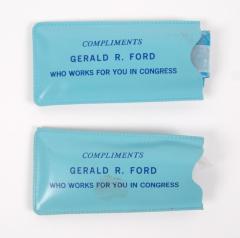 COMPLIMENTS
GERALD R. FORD
WHO WORKS FOR YOU IN CONGRESS
COMPLIMENTS
GERALD R. FORD
WHO WORKS FOR YOU IN CONGRESS